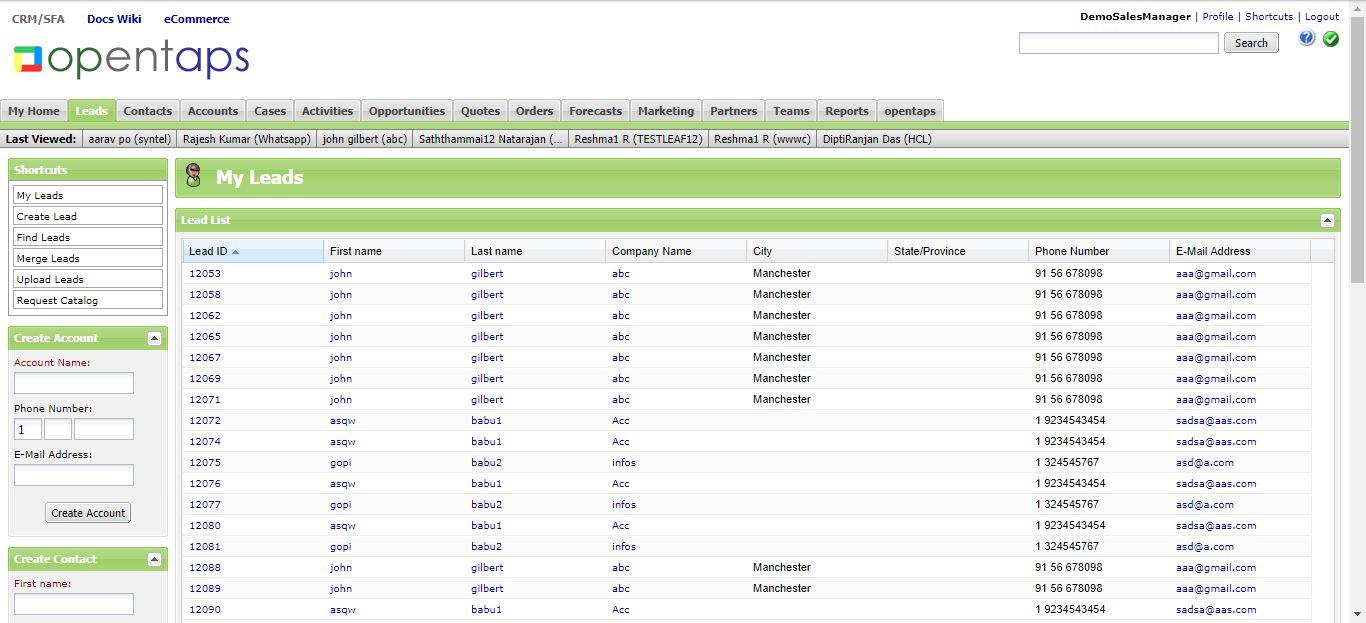 CRM/SFA Docs Wiki eCommerce
DemoSalesManager | Profile | Shortcuts | Logout
opentaps
Search
My Home Leads Contacts Accounts Cases Activities Opportunities Quotes Orders Forecasts Marketing Partners Teams Reports opentaps
Last Viewed: aarav po (syntel) Rajesh Kumar (Whatsapp) john gilbert (abc) Saththammai12 Natarajan (... Reshma1 R (TESTLEAF12) Reshma1 R (wwwc) DiptiRanjan Das (HCL)
Shortcuts
My Leads
Create Lead
Find Leads
Merge Leads
Upload Leads
Request Catalog
Create Account
Account Name:
Phone Number:
1
E-Mail Address:
Create Account
Create Contact
First name:
My Leads
Lead List
Lead ID First name Last name Company Name City State/Province Phone Number E-Mail Address
12053 john gilbert abc Manchester 91 56 678098 aaa@gmail.com
12058 john gilbert abc Manchester 91 56 678098 aaa@gmail.com
12062 john gilbert abc Manchester 91 56 678098 aaa@gmail.com
12065 john gilbert abc Manchester 91 56 678098 aaa@gmail.com
12067 john gilbert abc Manchester 91 56 678098 aaa@gmail.com
12069 john gilbert abc Manchester 91 56 678098 aaa@gmail.com
12071 john gilbert abc Manchester 91 56 678098 aaa@gmail.com
12072 asqw babu1 Acc 1 9234543454 sadsa@aas.com
12074 asqw babu1 Acc 1 9234543454 sadsa@aas.com
12075 gopi babu2 infos 1 324545767 asd@a.com
12076 asqw babu1 Acc 1 9234543454 sadsa@aas.com
12077 gopi babu2 infos 1 324545767 asd@a.com
12080 asqw babu1 Acc 1 9234543454 sadsa@aas.com
12081 gopi babu2 infos 1 324545767 asd@a.com
12088 john gilbert abc Manchester 91 56 678098 aaa@gmail.com
12089 john gilbert abc Manchester 91 56 678098 aaa@gmail.com
12090 asqw babu1 Acc 1 9234543454 sadsa@aas.com